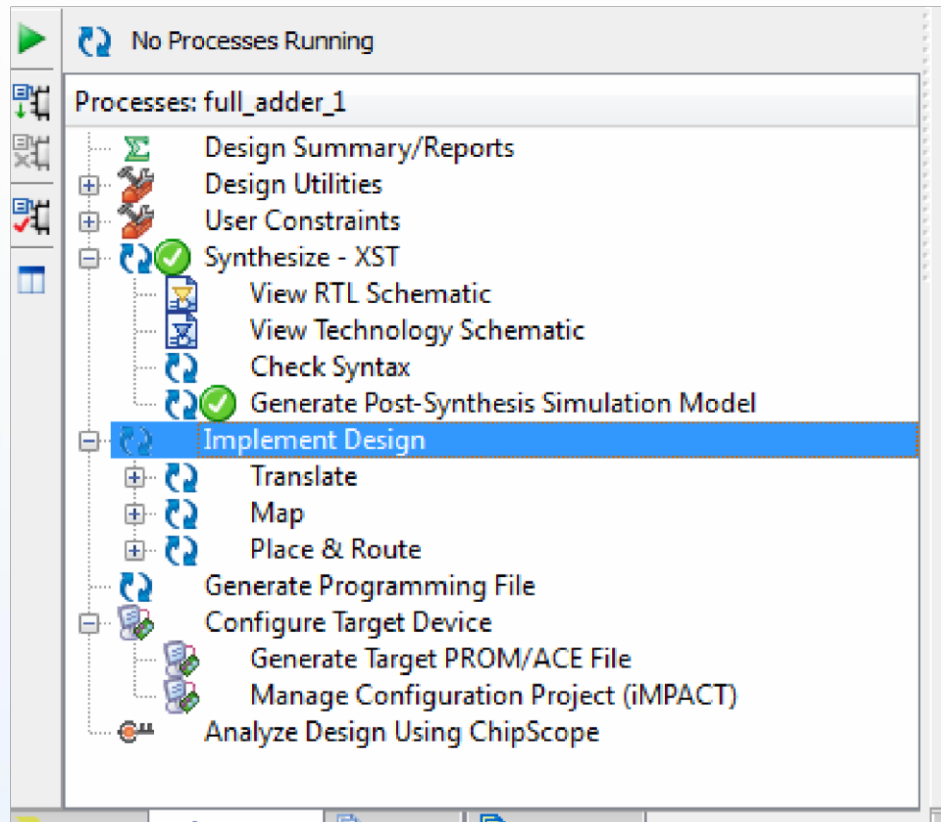 No Processes Running
Processes: full_adder_1
Design Summary/Reports
Design Utilities
User Constraints
Synthesize - XST
View RTL Schematic
View Technology Schematic
Check Syntax
Generate Post-Synthesis Simulation Model
Implement Design
Translate
Map
Place & Route
Generate Programming File
Configure Target Device
Generate Target PROM/ACE File
Manage Configuration Project (iMPACT)
Analyze Design Using ChipScope